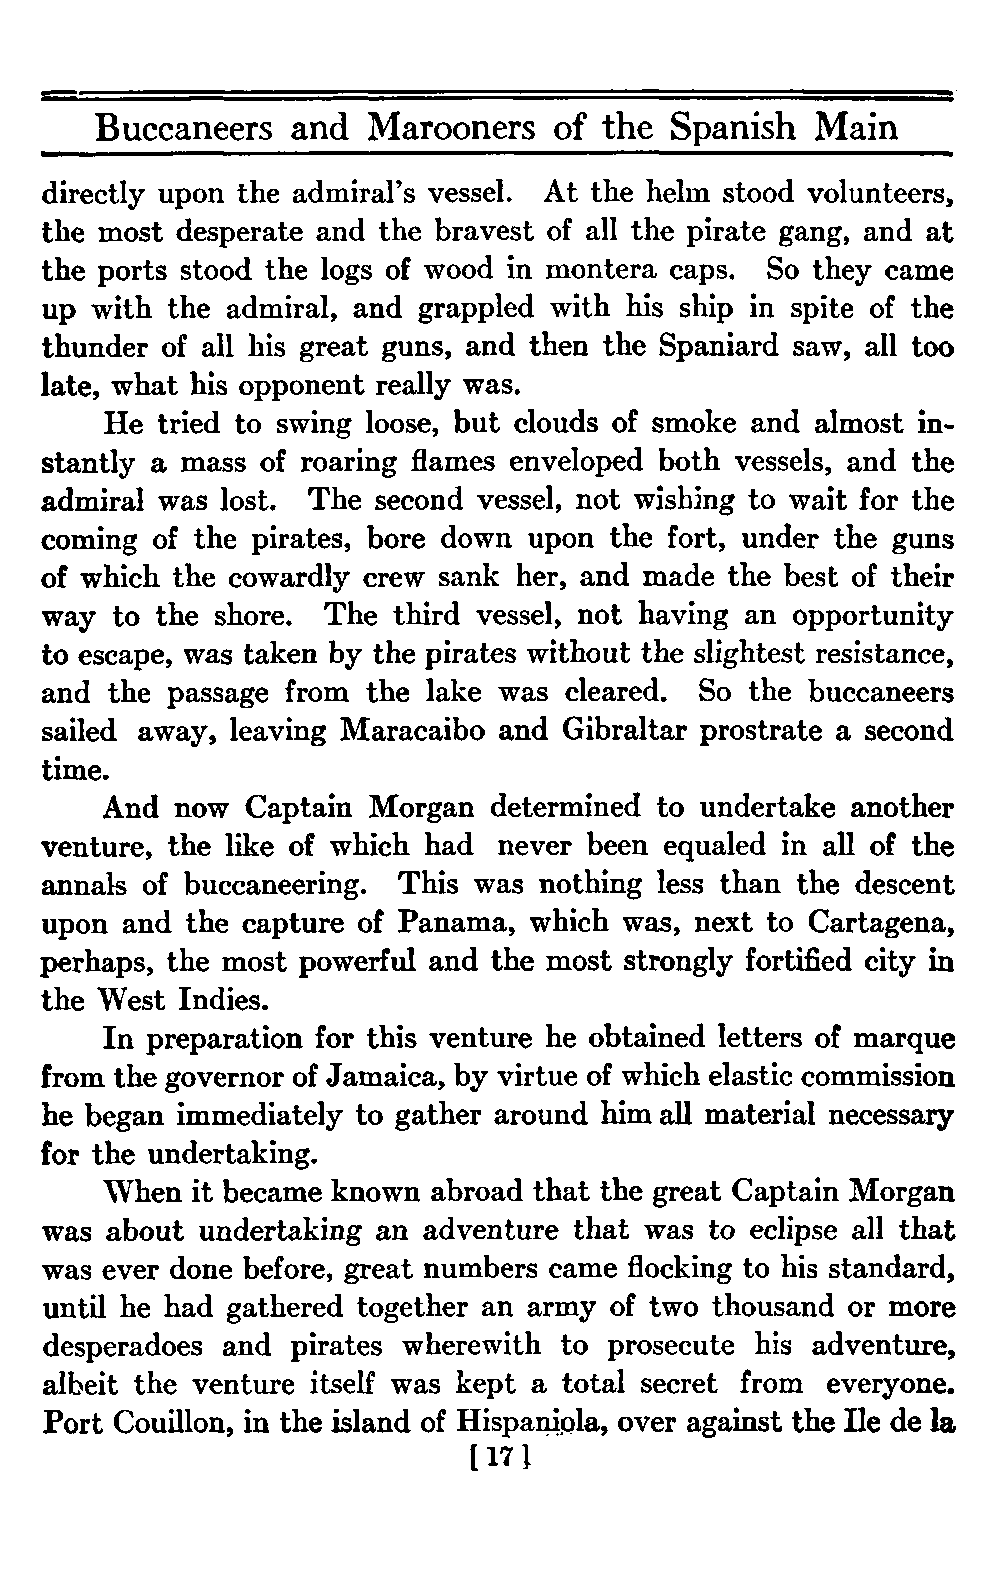 Buccaneers and Marooners of the Spanish Main
directly upon the admiral's vessel. At the helm stood volunteers,
the most desperate and the bravest of all the pirate gang, and at
the ports stood the logs of wood in montera caps. So they came
up with the admiral, and grappled with his ship in spite of the
thunder of all his great guns, and then the Spaniard saw, all too
late, what his opponent really was.
He tried to swing loose, but clouds of smoke and almost in-
stantly a mass of roaring flames enveloped both vessels, and the
admiral was lost. The second vessel, not wishing to wait for the
coming of the pirates, bore down upon the fort, under the guns
of which the cowardly crew sank her, and made the best of their
way to the shore. The third vessel, not having an opportunity
to escape, was taken by the pirates without the slightest resistance,
and the passage from the lake was cleared. So the buccaneers
sailed away, leaving Maracaibo and Gibraltar prostrate a second
time.
And now Captain Morgan determined to undertake another
venture, the like of which had never been equaled in all of the
annals of buccaneering. This was nothing less than the descent
upon and the capture of Panama, which was, next to Cartagena,
perhaps, the most powerful and the most strongly fortified city in
the West Indies.
In preparation for this venture he obtained letters of marque
from the governor of Jamaica, by virtue of which elastic commission
he began immediately to gather around him all material necessary
for the undertaking.
When it became known abroad that the great Captain Morgan
was about undertaking an adventure that was to eclipse all that
was ever done before, great numbers came flocking to his standard,
until he had gathered together an army of two thousand or more
desperadoes and pirates wherewith to prosecute his adventure,
albeit the venture itself was kept a total secret from everyone.
Port Couillon, in the island of Hispaniola, over against the Ile de la
[ 17 ]